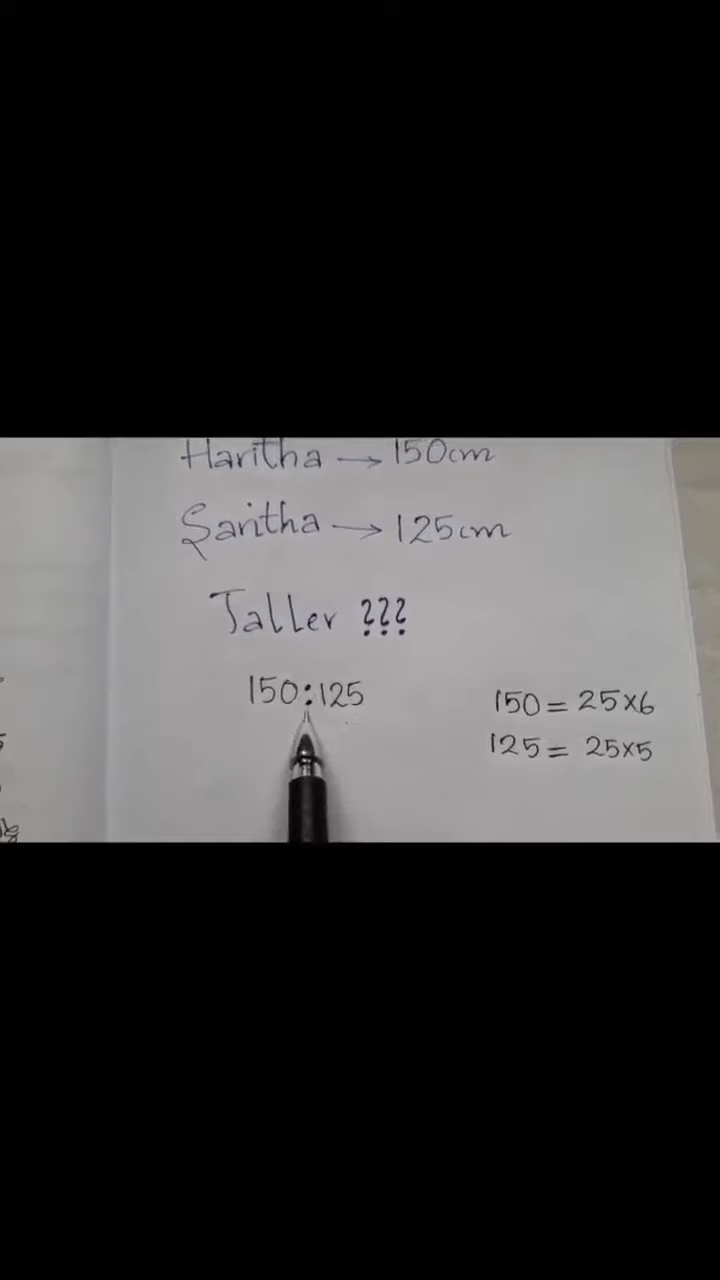 Haritha → 150cm
Saritha → 125cm
Taller ???
150:125
150 = 25×6
125 = 25×5